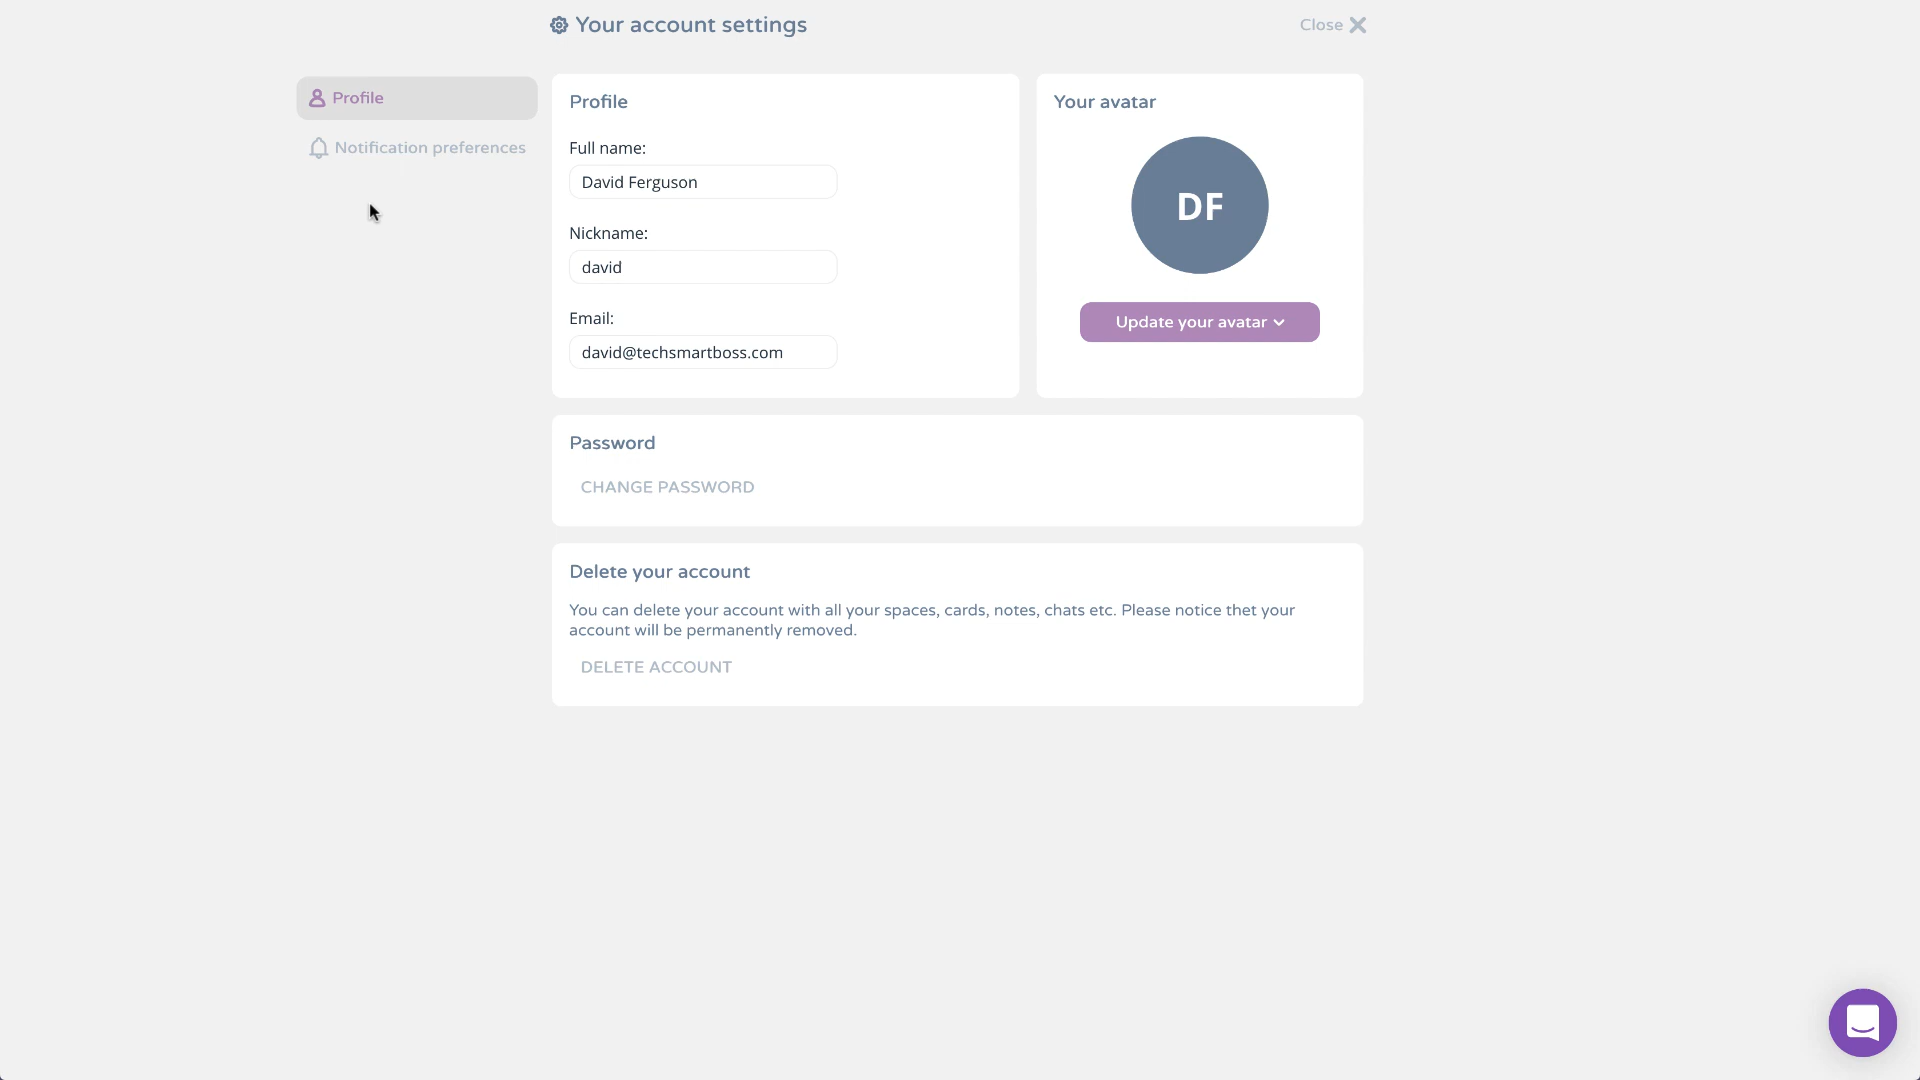 Your account settings
Close
Profile
Notification preferences
Profile
Full name:
David Ferguson
Nickname:
david
Email:
david@techsmartboss.com
Your avatar
DF
Update your avatar
Password
CHANGE PASSWORD
Delete your account
You can delete your account with all your spaces, cards, notes, chats etc. Please notice thet your
account will be permanently removed.
DELETE ACCOUNT